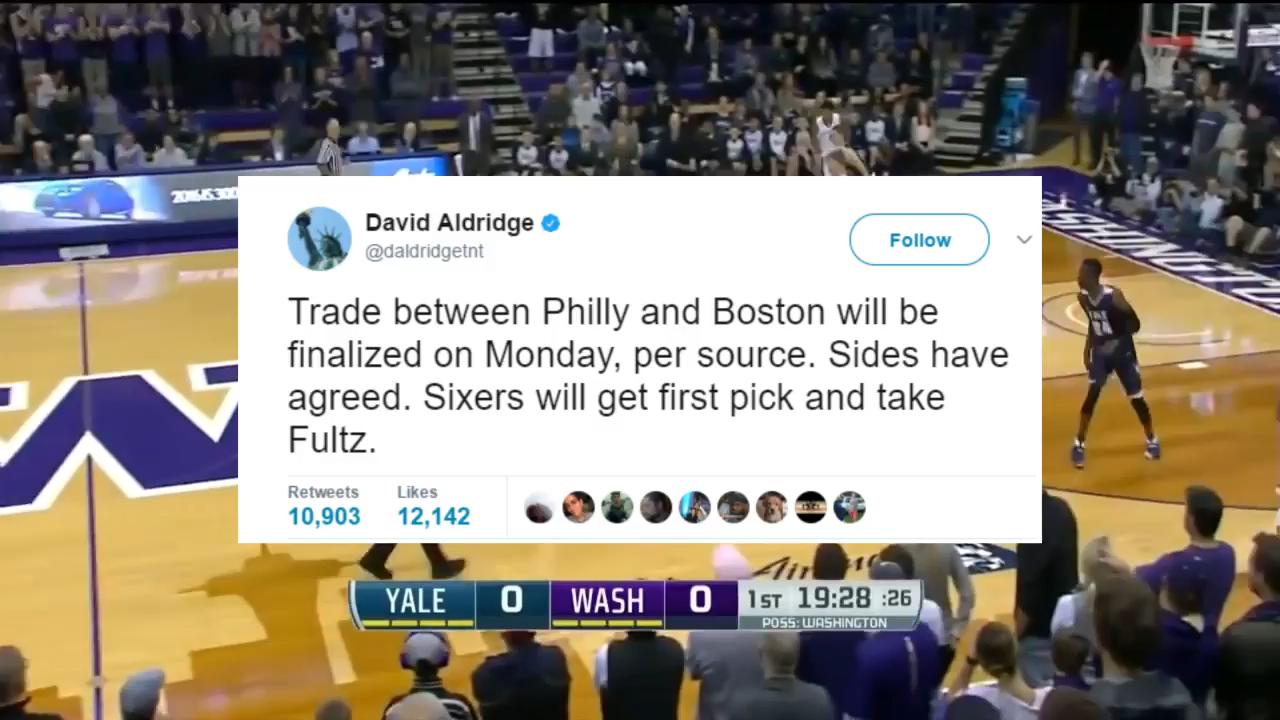 David Aldridge
@daldridgetnt
Follow
Trade between Philly and Boston will be
finalized on Monday, per source. Sides have
agreed. Sixers will get first pick and take
Fultz.
Retweets
Likes
10,903
12,142
YALE 0 WASH 0 1ST 19:28 :26
POSS: WASHINGTON